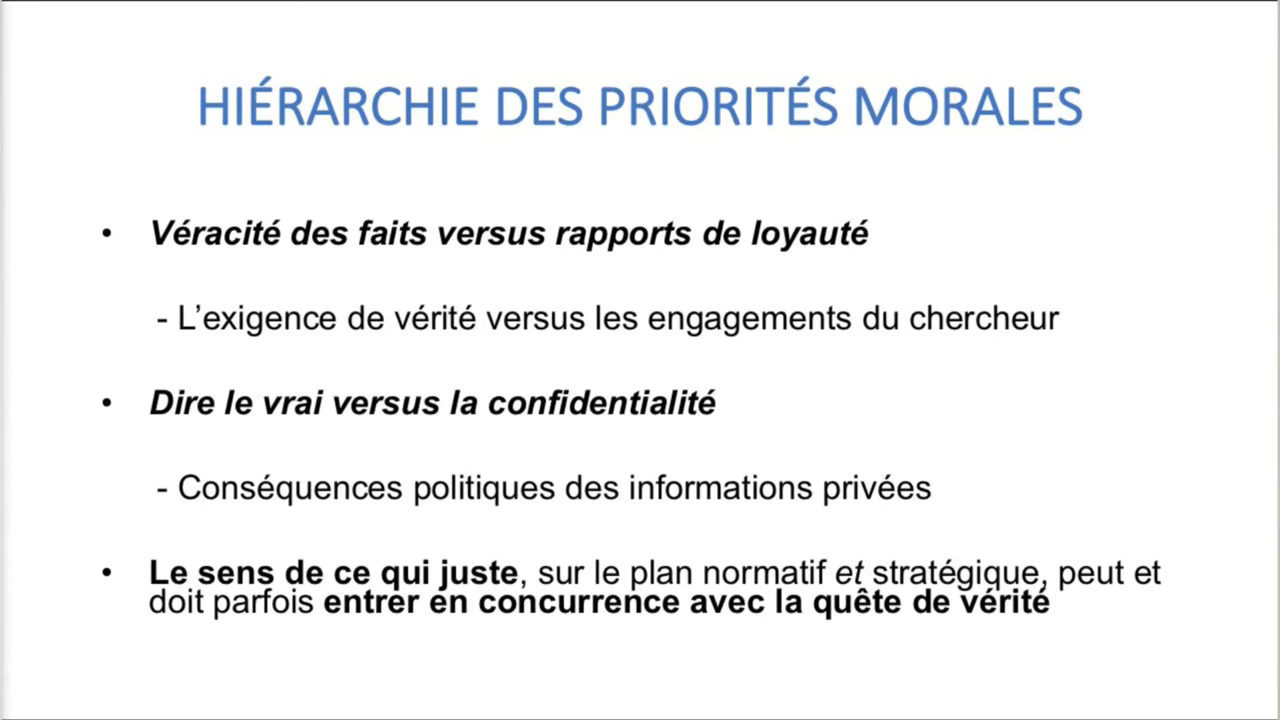 HIÉRARCHIE DES PRIORITÉS MORALES
• Véracité des faits versus rapports de loyauté
- L’exigence de vérité versus les engagements du chercheur
• Dire le vrai versus la confidentialité
- Conséquences politiques des informations privées
• Le sens de ce qui juste, sur le plan normatif et stratégique, peut et
doit parfois entrer en concurrence avec la quête de vérité